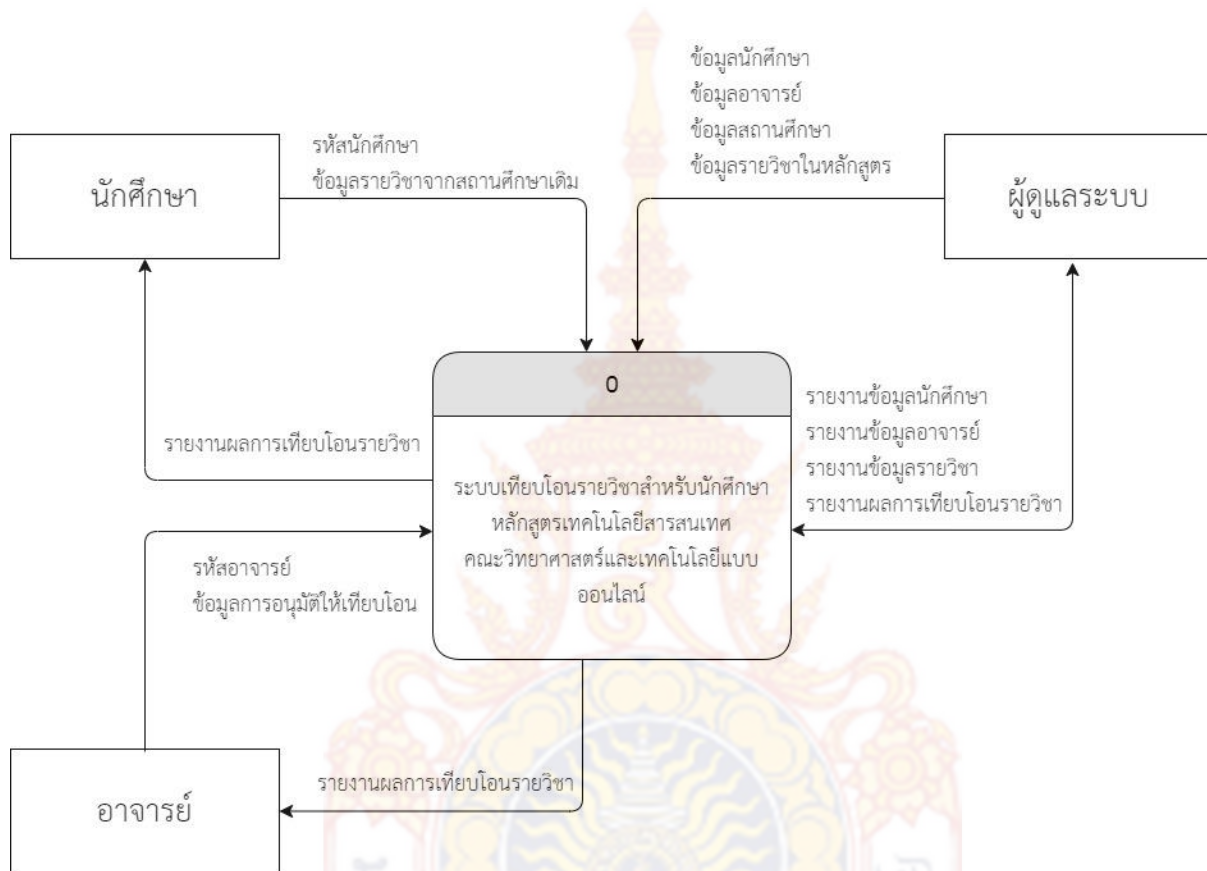 ข้อมูลนักศึกษา
ข้อมูลอาจารย์
ข้อมูลสถานศึกษา
ข้อมูลรายวิชาในหลักสูตร
รหัสนักศึกษา
ข้อมูลรายวิชาจากสถานศึกษาเดิม
นักศึกษา
ผู้ดูแลระบบ
0
รายงานข้อมูลนักศึกษา
รายงานข้อมูลอาจารย์
รายงานข้อมูลรายวิชา
รายงานผลการเทียบโอนรายวิชา
รายงานผลการเทียบโอนรายวิชา
ระบบเทียบโอนรายวิชาสำหรับนักศึกษา
หลักสูตรเทคโนโลยีสารสนเทศ
คณะวิทยาศาสตร์และเทคโนโลยีแบบ
ออนไลน์
รหัสอาจารย์
ข้อมูลการอนุมัติให้เทียบโอน
รายงานผลการเทียบโอนรายวิชา
อาจารย์